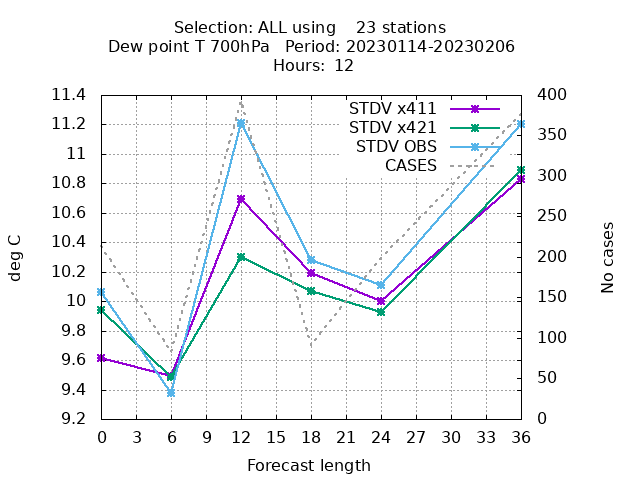 Selection: ALL using    23 stations
Dew point T 700hPa   Period: 20230114-20230206
Hours: 12
STDV x411
STDV x421
STDV OBS
CASES
deg C
11.4
11.2
11
10.8
10.6
10.4
10.2
10
9.8
9.6
9.4
9.2
400
350
300
250
200
150
100
50
0
No cases
0 3 6 9 12 15 18 21 24 27 30 33 36
Forecast length